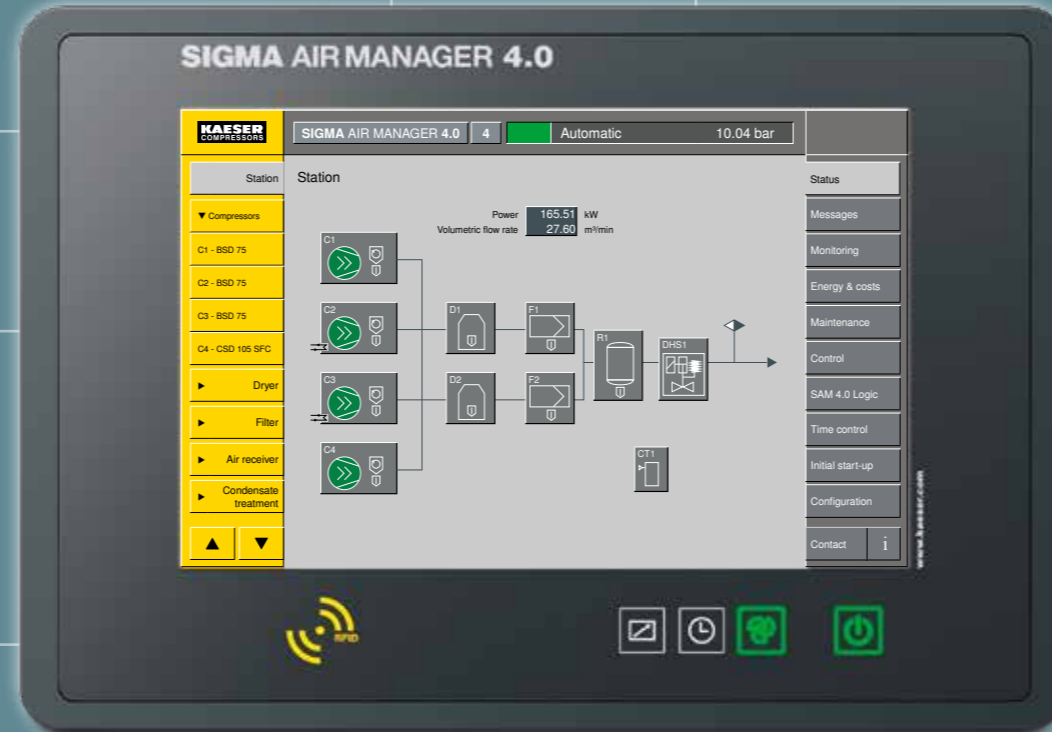 SIGMA AIR MANAGER 4.0
KAESER
COMPRESSORS
SIGMA AIR MANAGER 4.0 4 Automatic 10.04 bar
Station
▼ Compressors
C1 - BSD 75
C2 - BSD 75
C3 - BSD 75
C4 - CSD 105 SFC
► Dryer
► Filter
► Air receiver
► Condensate
treatment
▲ ▼
Station
Power 165.51 kW
Volumetric flow rate 27.60 m³/min
C1
C2 D1 F1
R1 DHS1
C3 D2 F2
C4 CT1
Status
Messages
Monitoring
Energy & costs
Maintenance
Control
SAM 4.0 Logic
Time control
Initial start-up
Configuration
Contact i
www.kaeser.com
RFID